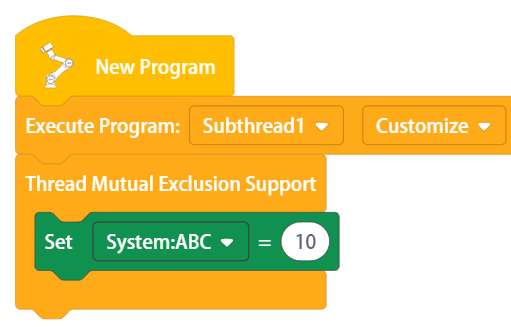 New Program
Execute Program: Subthread1 Customize
Thread Mutual Exclusion Support
Set System:ABC = 10